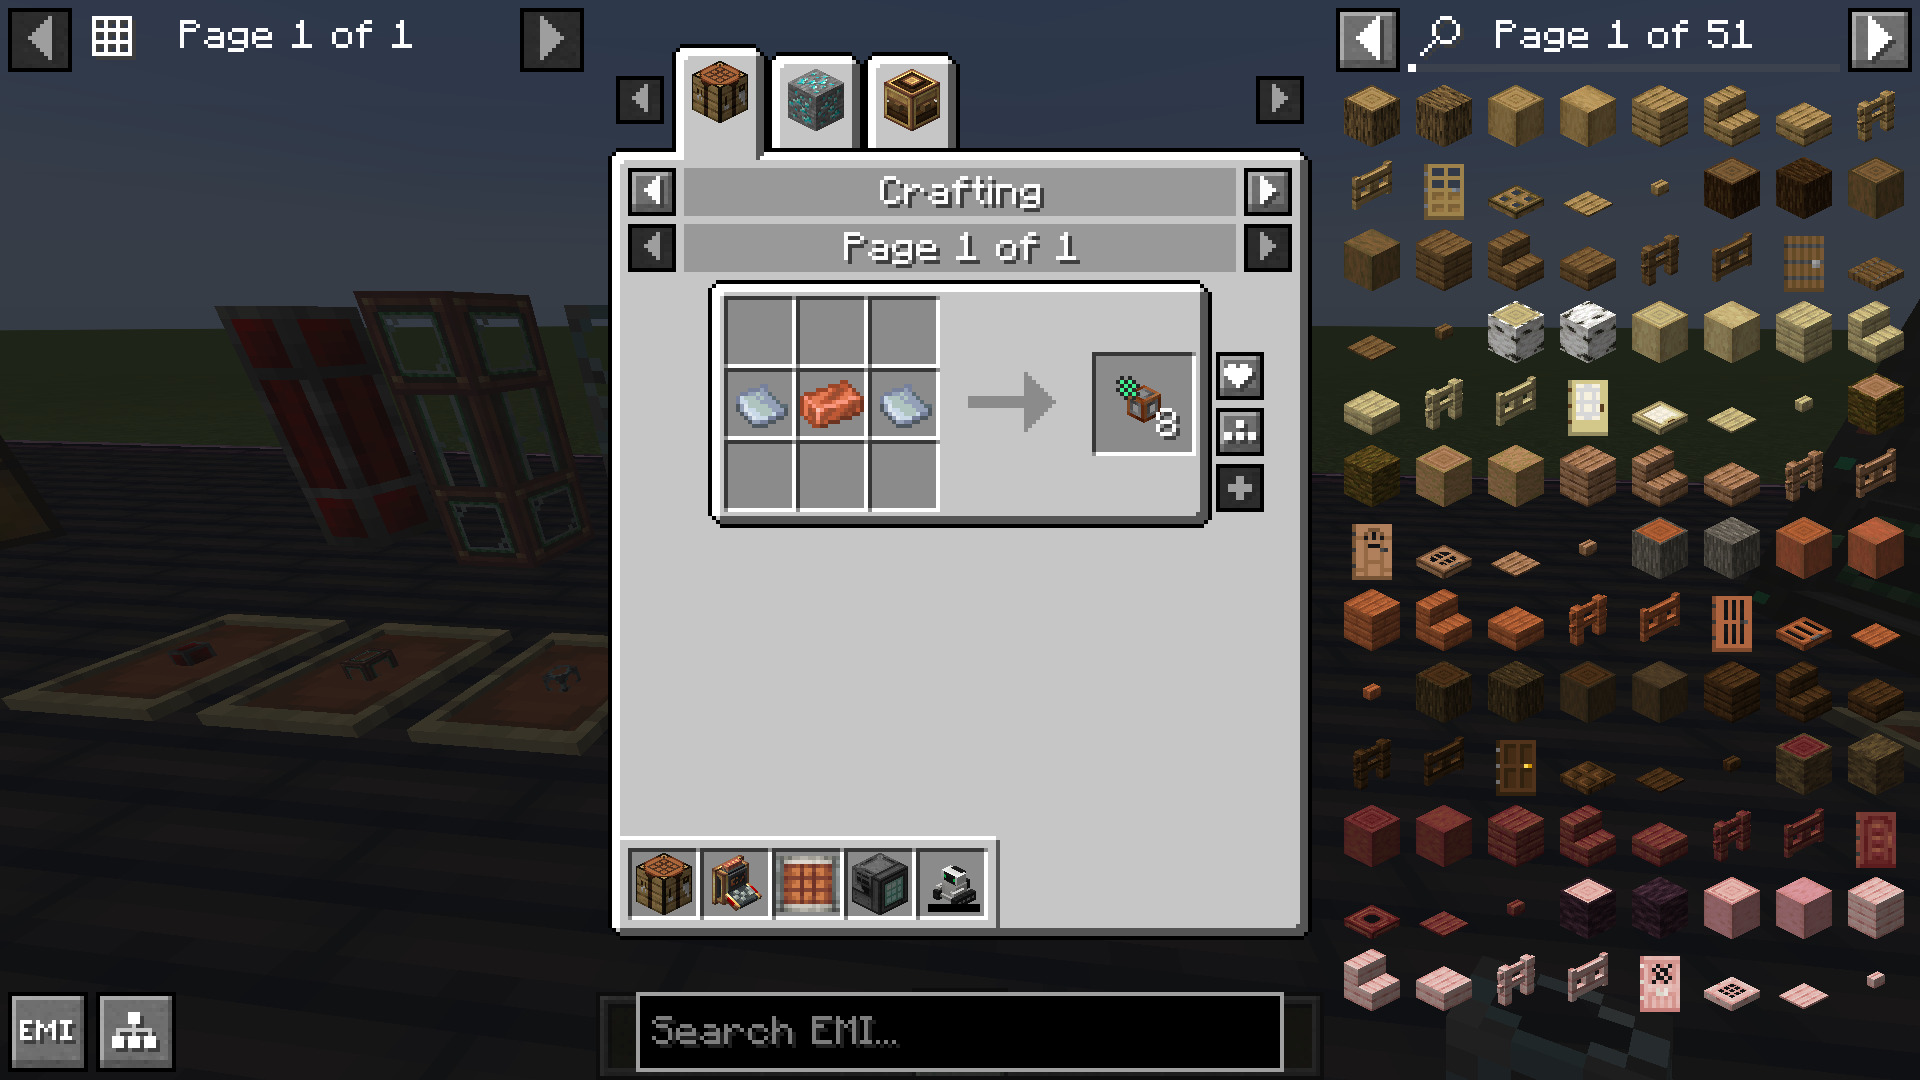 Page 1 of 1
Page 1 of 51
Crafting
Page 1 of 1
8
EMI
Search EMI...